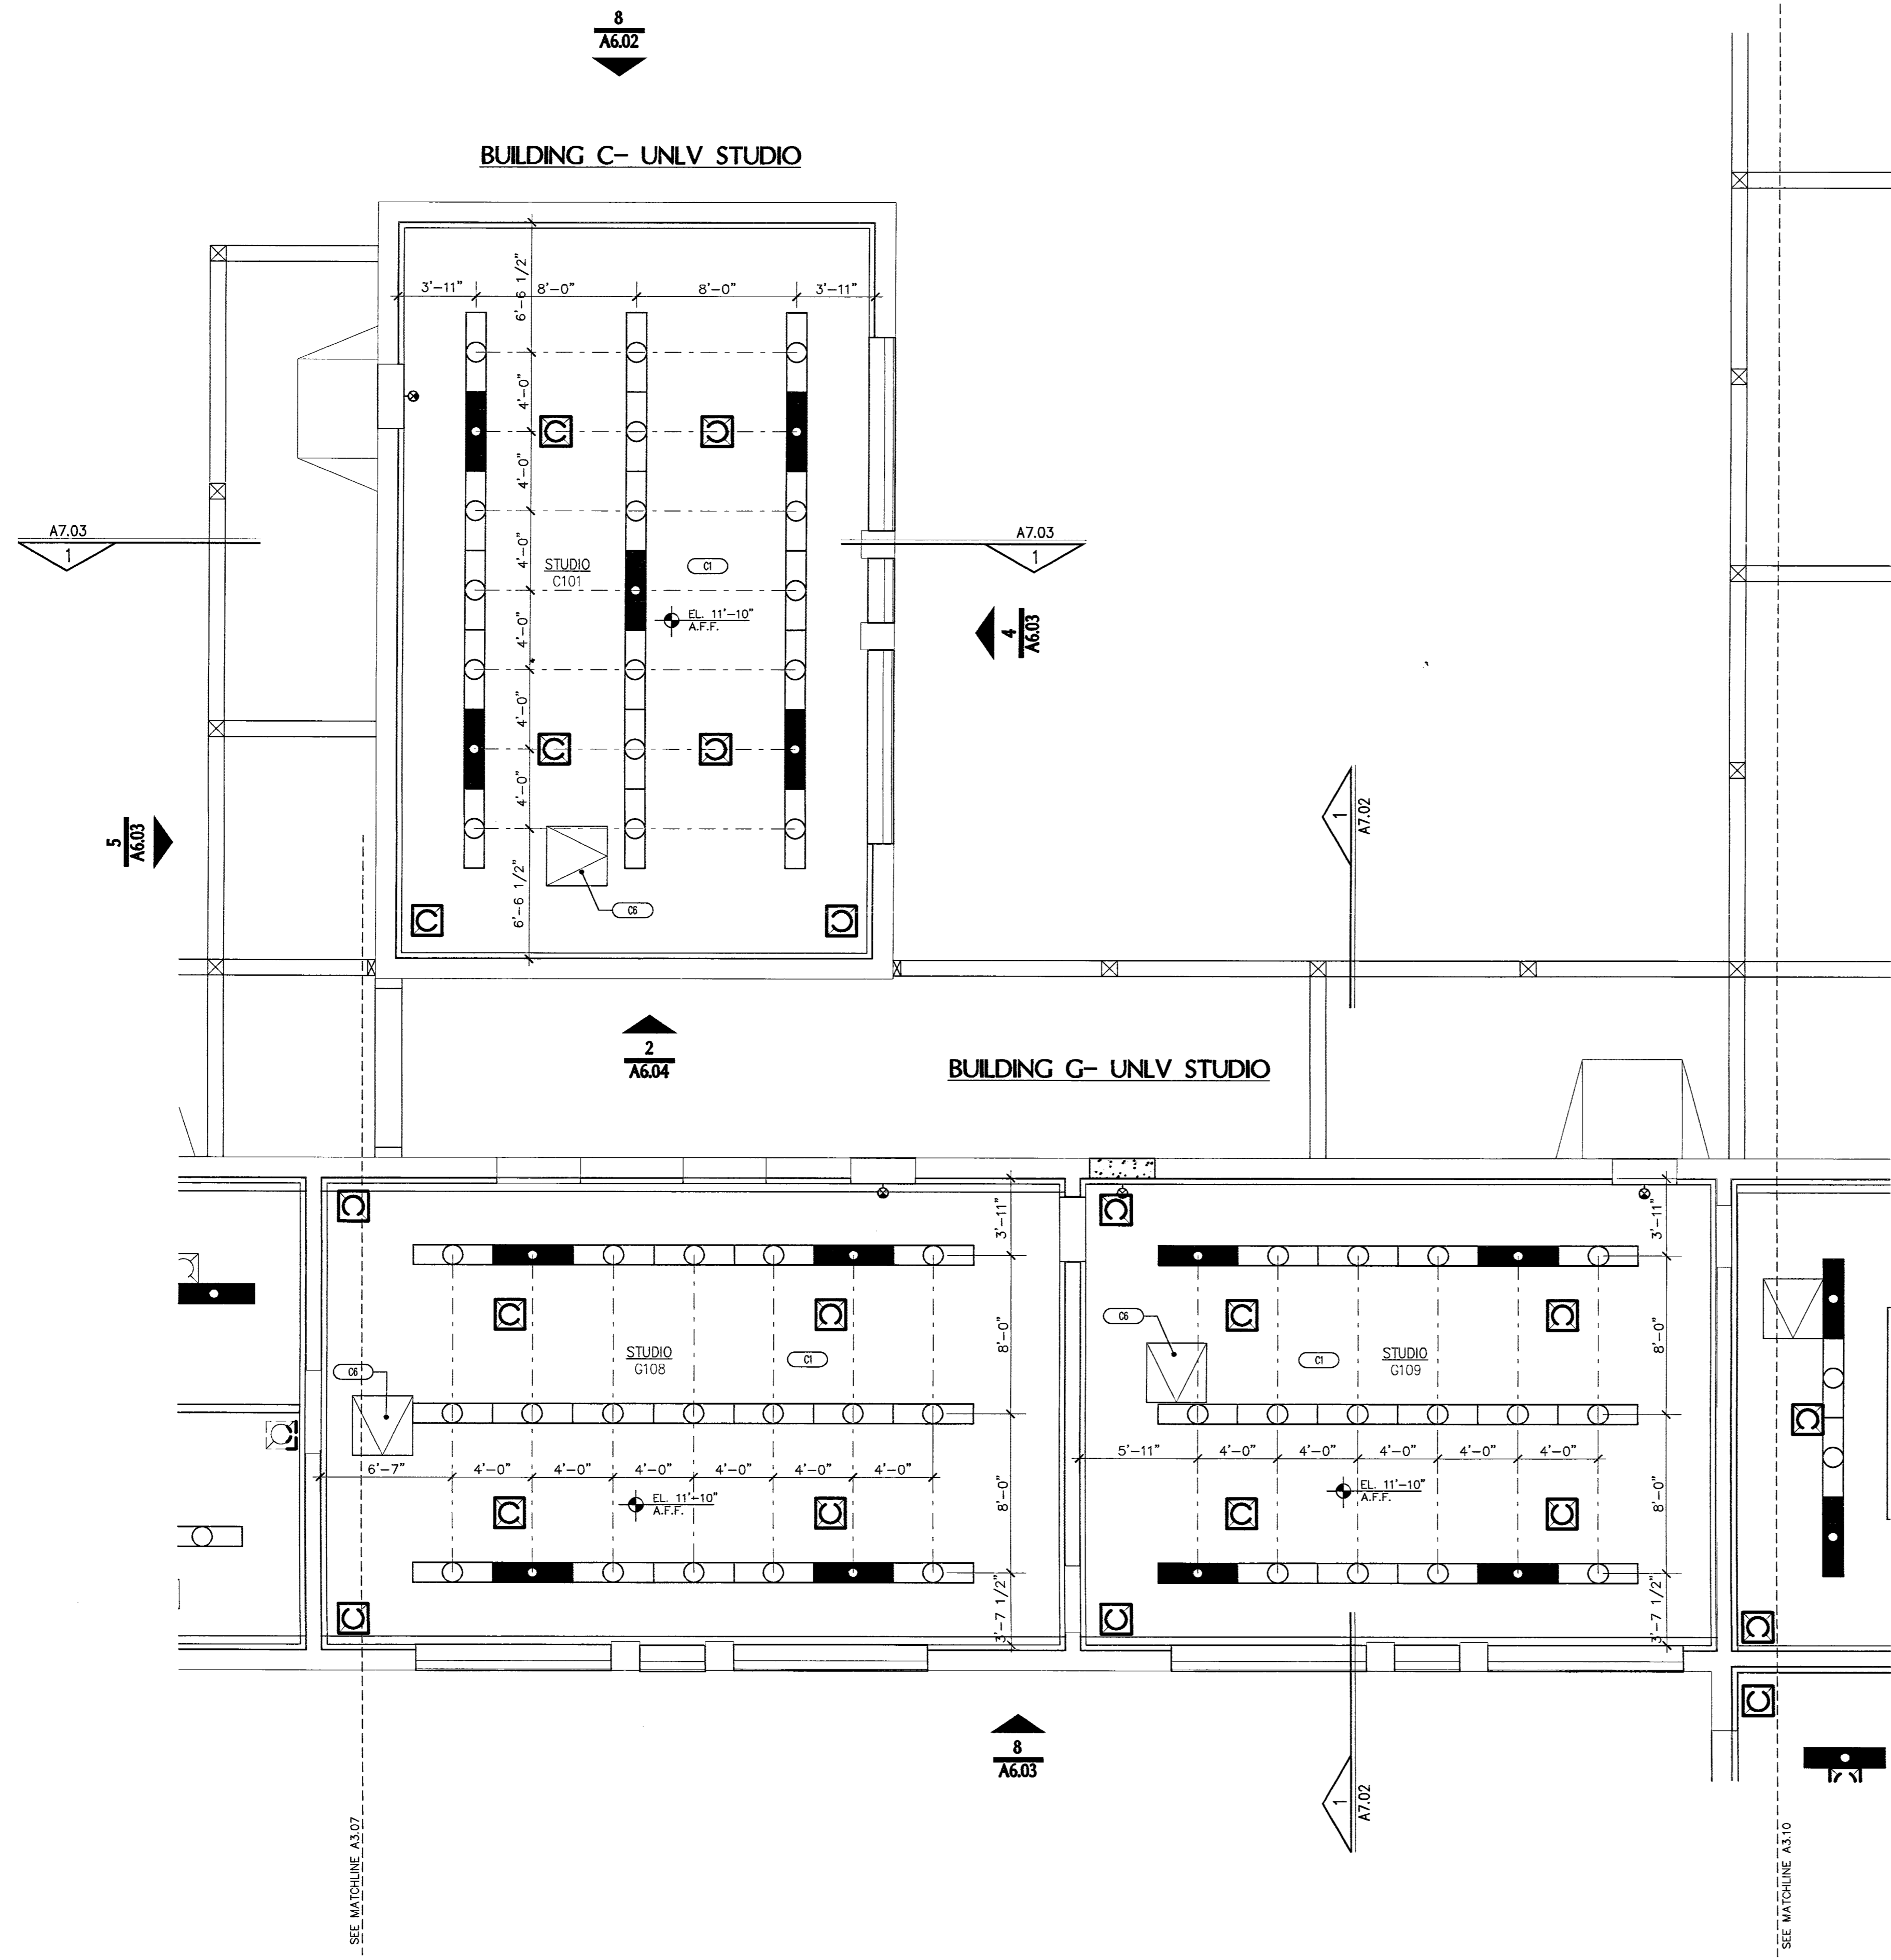 8
A6.02
BUILDING C- UNLV STUDIO
6'-6 1/2"
3'-11"
8'-0"
8'-0"
3'-11"
4'-0"
4'-0"
4'-0"
4'-0"
4'-0"
4'-0"
6'-6 1/2"
A7.03
1
A7.03
1
STUDIO
C101
C1
EL. 11'-10"
A.F.F.
4
A6.03
5
A6.03
1
A7.02
C6
2
A6.04
BUILDING G- UNLV STUDIO
3'-11"
3'-11"
8'-0"
8'-0"
C6
STUDIO
G108
C1
C6
C1
STUDIO
G109
6'-7"
4'-0"
4'-0"
4'-0"
4'-0"
4'-0"
4'-0"
5'-11"
4'-0"
4'-0"
4'-0"
4'-0"
4'-0"
EL. 11'-10"
A.F.F.
8'-0"
EL. 11'-10"
A.F.F.
8'-0"
3'-7 1/2"
3'-7 1/2"
8
A6.03
1
A7.02
SEE MATCHLINE A3.07
SEE MATCHLINE A3.10